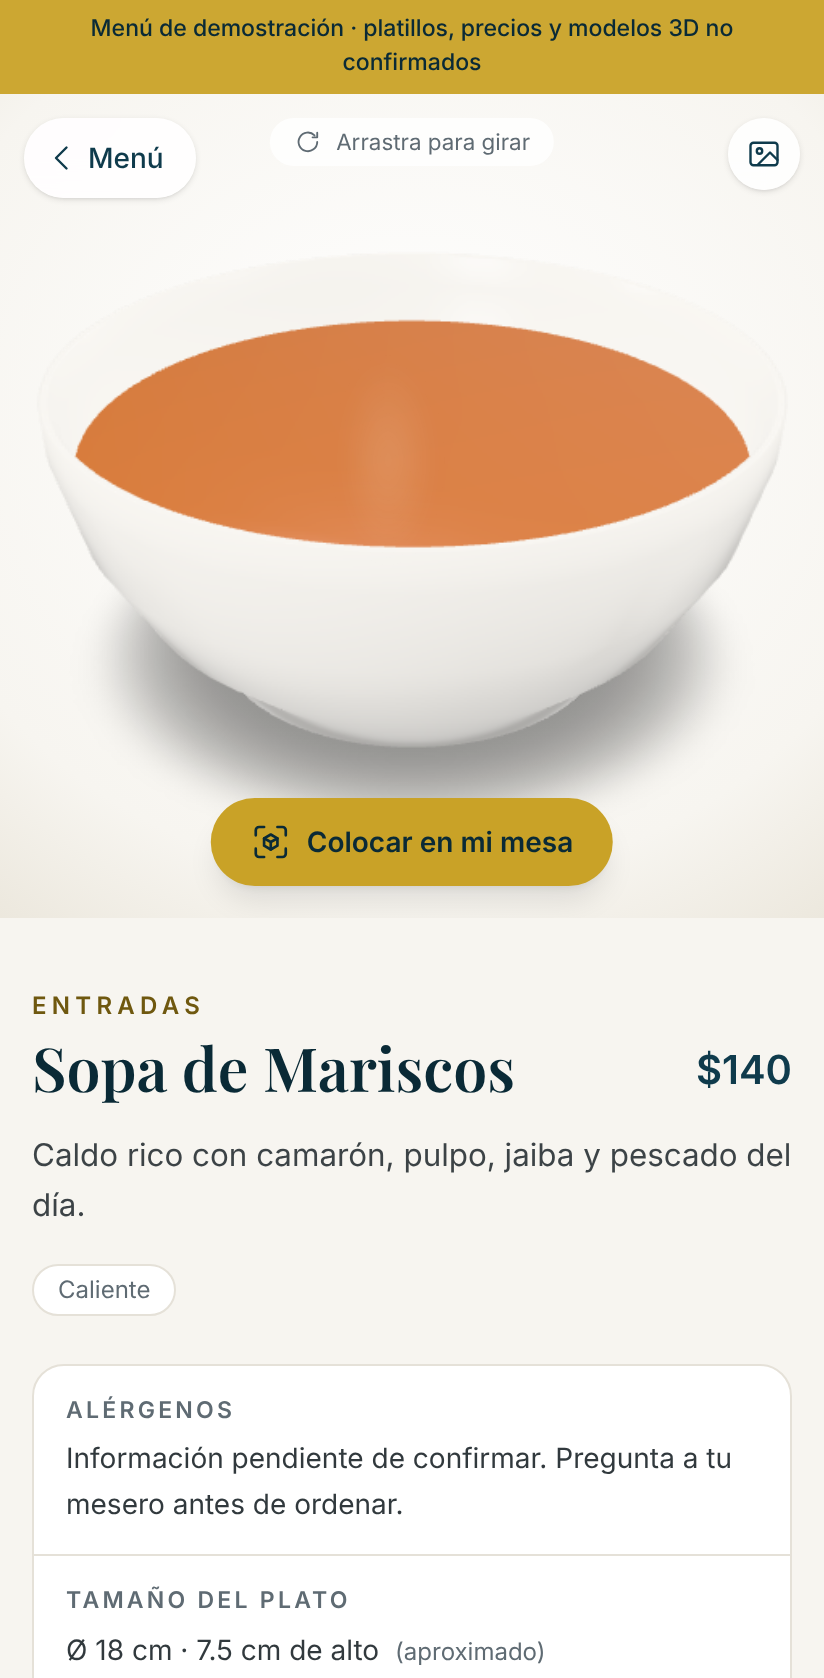 Menú de demostración · platillos, precios y modelos 3D no
confirmados
Menú
Arrastra para girar
Colocar en mi mesa
ENTRADAS
Sopa de Mariscos
$140
Caldo rico con camarón, pulpo, jaiba y pescado del
día.
Caliente
ALÉRGENOS
Información pendiente de confirmar. Pregunta a tu
mesero antes de ordenar.
TAMAÑO DEL PLATO
Ø 18 cm · 7.5 cm de alto (aproximado)